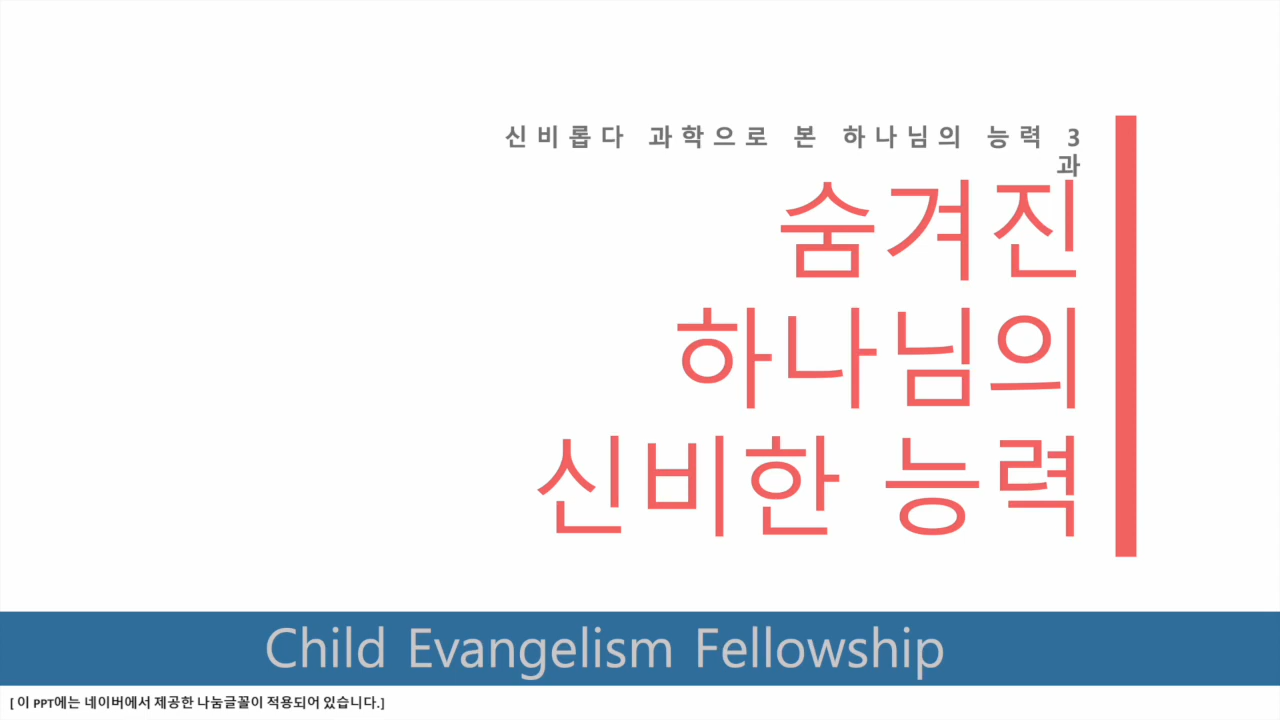 신비롭다 과학으로 본 하나님의 능력 3
과
숨겨진
하나님의
신비한 능력
Child Evangelism Fellowship
[ 이 PPT에는 네이버에서 제공한 나눔글꼴이 적용되어 있습니다.]